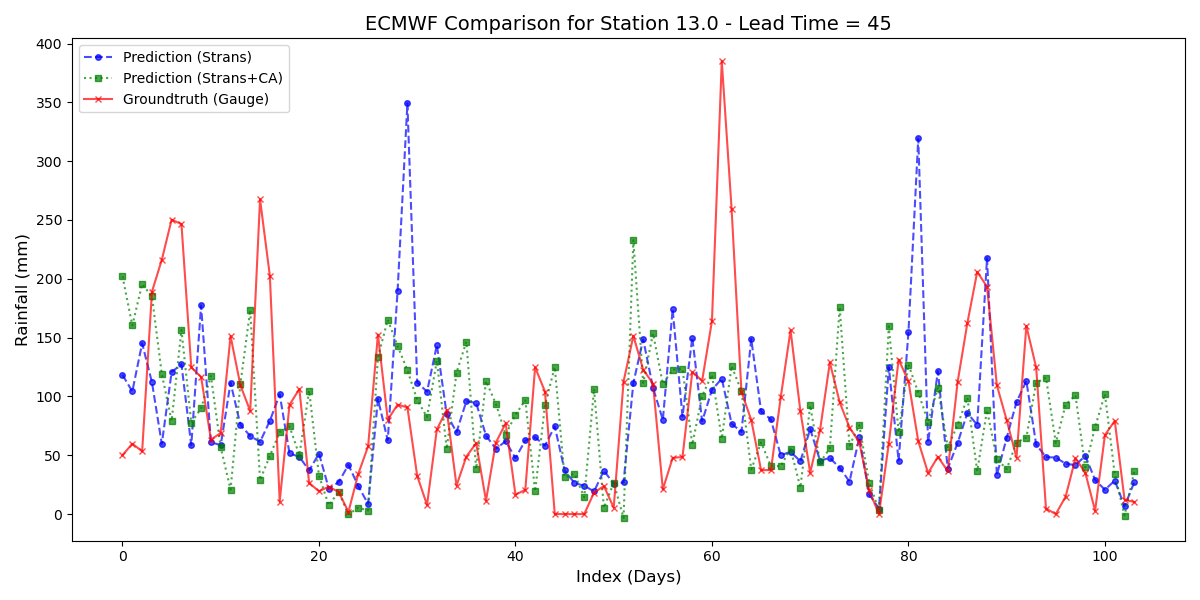 ECMWF Comparison for Station 13.0 - Lead Time = 45
Prediction (Strans)
Prediction (Strans+CA)
Groundtruth (Gauge)
Rainfall (mm)
400
350
300
250
200
150
100
50
0
0 20 40 60 80 100
Index (Days)